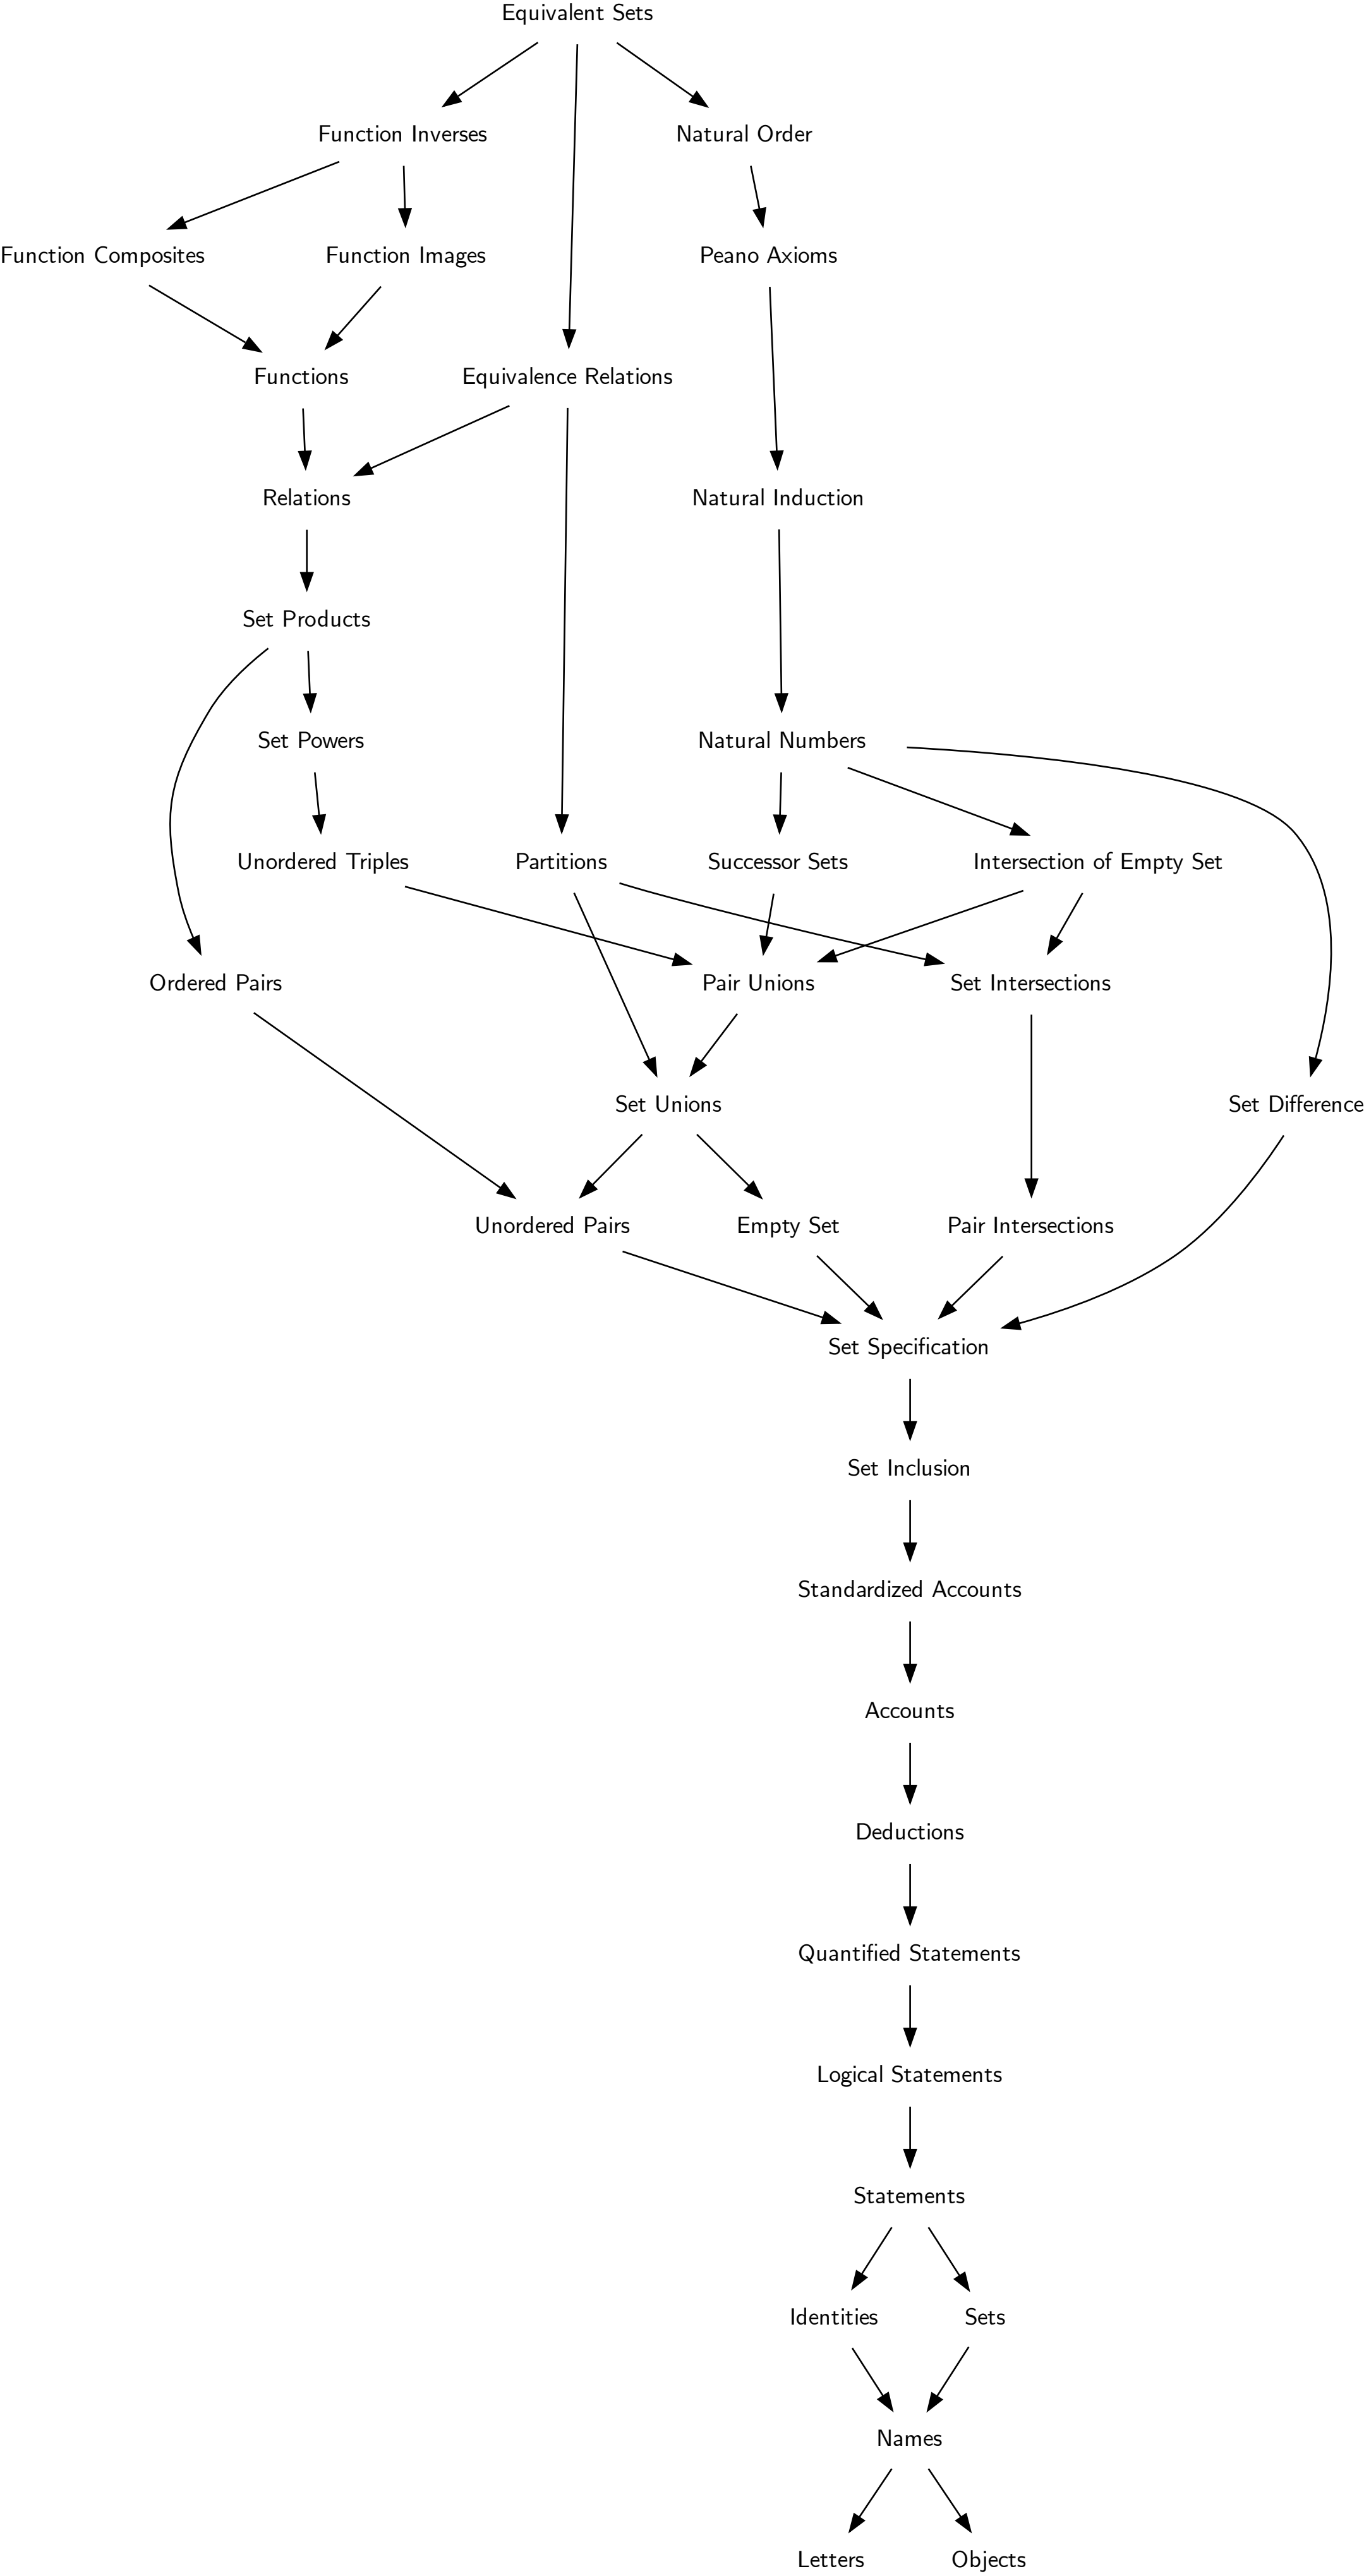 Equivalent Sets
Function Inverses
Natural Order
Function Composites
Function Images
Peano Axioms
Functions
Equivalence Relations
Relations
Natural Induction
Set Products
Set Powers
Natural Numbers
Unordered Triples
Partitions
Successor Sets
Intersection of Empty Set
Ordered Pairs
Pair Unions
Set Intersections
Set Unions
Set Difference
Unordered Pairs
Empty Set
Pair Intersections
Set Specification
Set Inclusion
Standardized Accounts
Accounts
Deductions
Quantified Statements
Logical Statements
Statements
Identities
Sets
Names
Letters
Objects